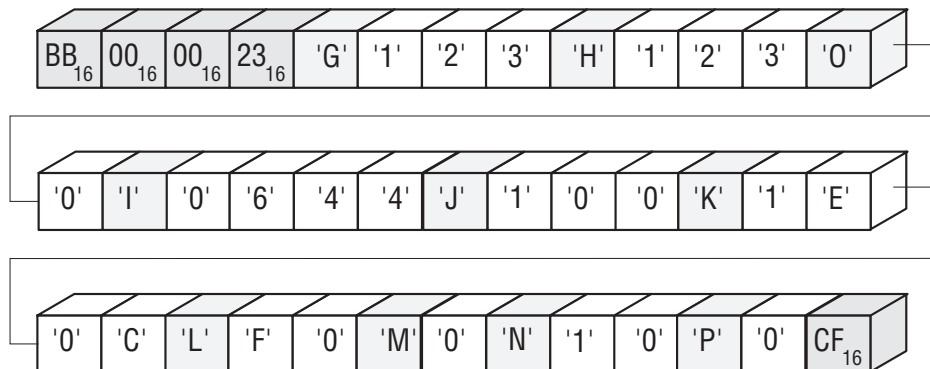 BB₁₆ 00₁₆ 00₁₆ 23₁₆ 'G' '1' '2' '3' 'H' '1' '2' '3' 'O'
'0' 'I' '0' '6' '4' '4' 'J' '1' '0' '0' 'K' '1' 'E'
'0' 'C' 'L' 'F' '0' 'M' '0' 'N' '1' '0' 'P' '0' CF₁₆